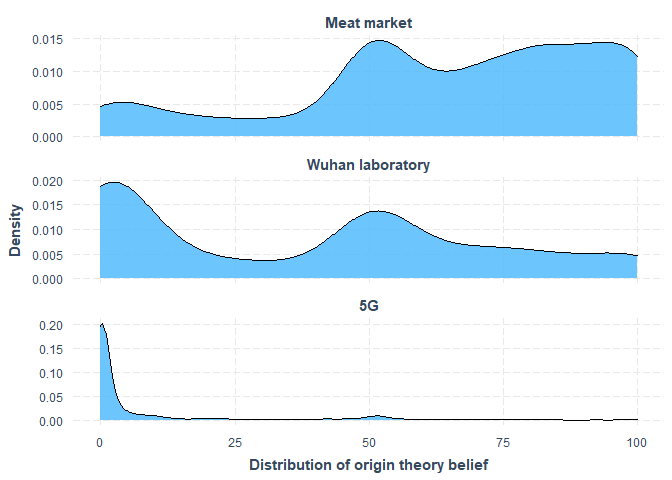 Meat market
0.015
0.010
0.005
0.000
Wuhan laboratory
0.020
0.015
0.010
0.005
0.000
Density
5G
0.20
0.15
0.10
0.05
0.00
0 25 50 75 100
Distribution of origin theory belief